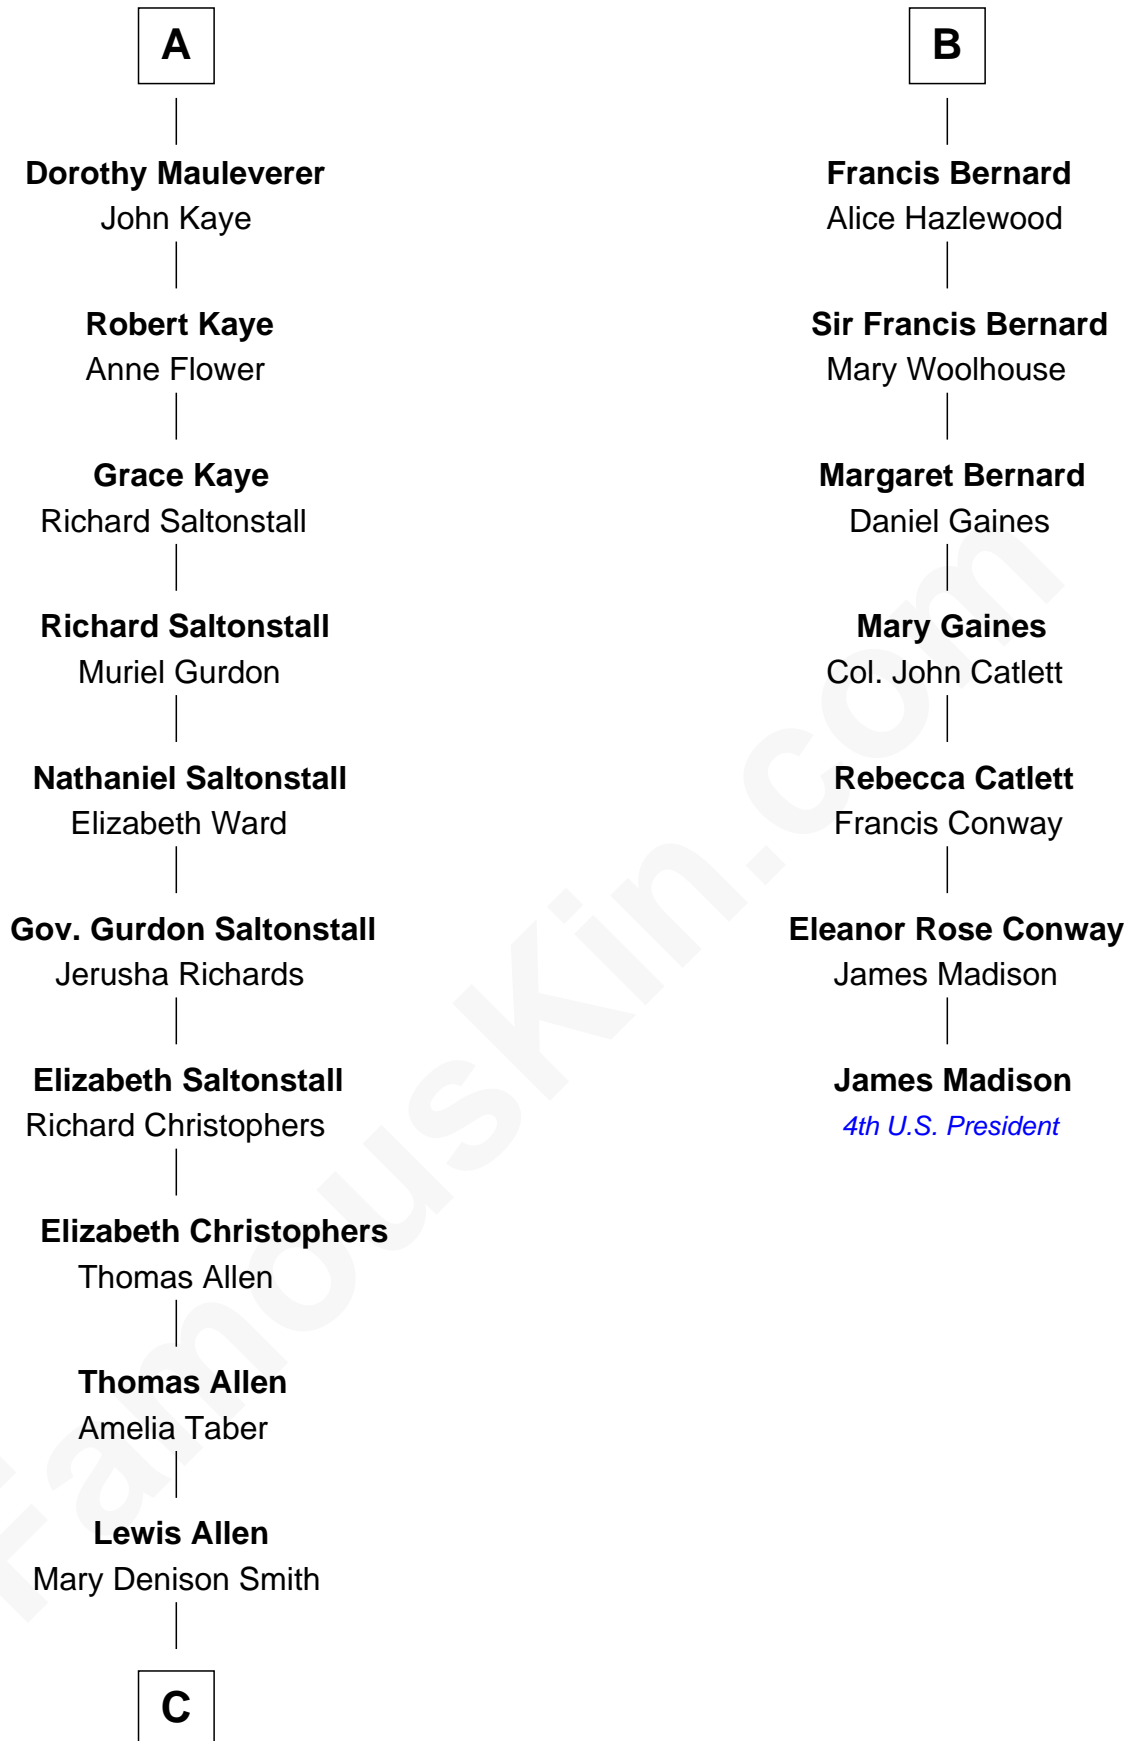 A
Dorothy Mauleverer
John Kaye
Robert Kaye
Anne Flower
Grace Kaye
Richard Saltonstall
Richard Saltonstall
Muriel Gurdon
Nathaniel Saltonstall
Elizabeth Ward
Gov. Gurdon Saltonstall
Jerusha Richards
Elizabeth Saltonstall
Richard Christophers
Elizabeth Christophers
Thomas Allen
Thomas Allen
Amelia Taber
Lewis Allen
Mary Denison Smith
C
B
Francis Bernard
Alice Hazlewood
Sir Francis Bernard
Mary Woolhouse
Margaret Bernard
Daniel Gaines
Mary Gaines
Col. John Catlett
Rebecca Catlett
Francis Conway
Eleanor Rose Conway
James Madison
James Madison
4th U.S. President
FamousKin.com